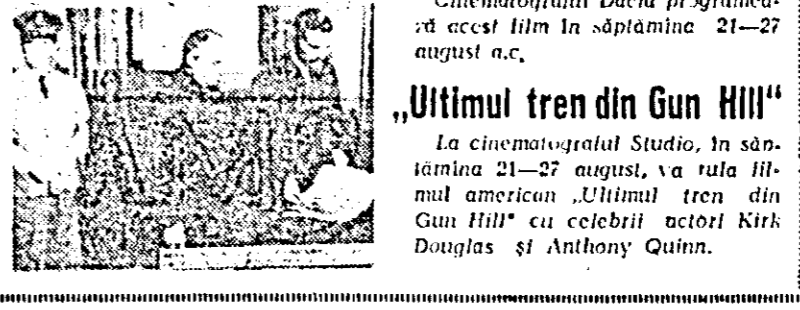 Cinematograful Dacia programea-
ză acest film în săptămîna 21—27
august a.c.
„Ultimul tren din Gun Hill“
La cinematograful Studio, în săp-
tămîna 21—27 august, va rula fil-
mul american „Ultimul tren din
Gun Hill“ cu celebrii actori Kirk
Douglas și Anthony Quinn.